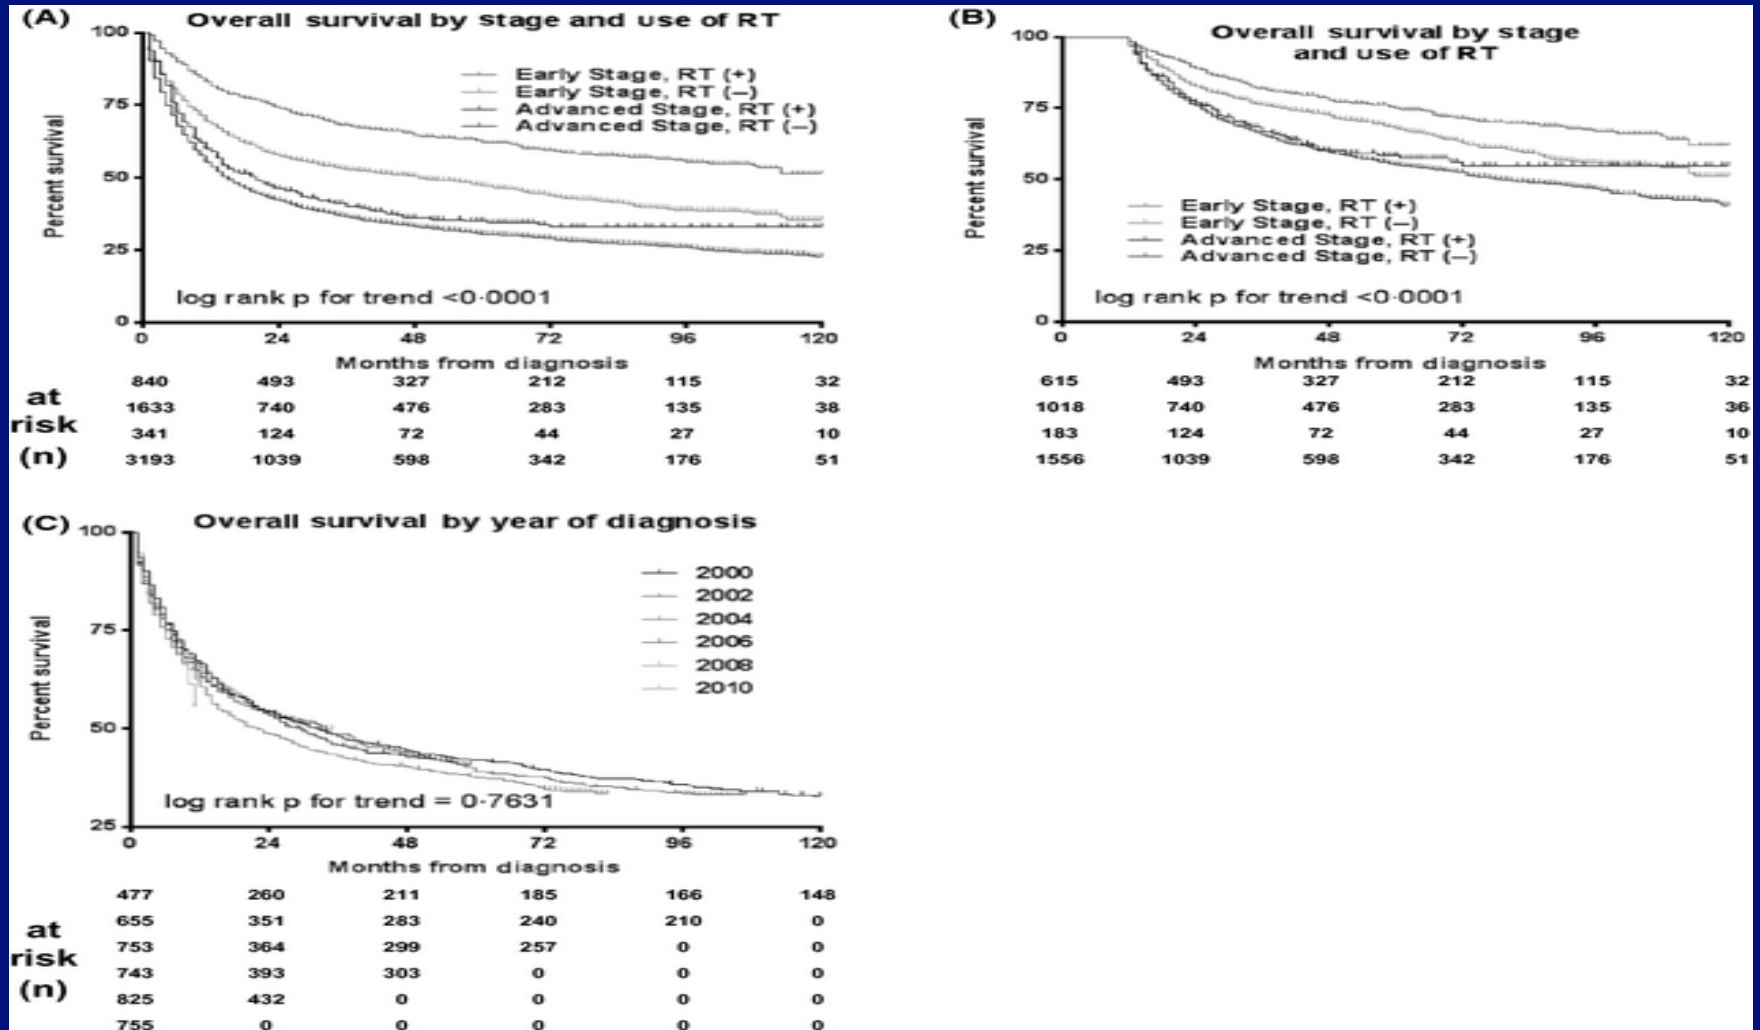 (A)
Overall survival by stage and use of RT
Percent survival
100
75
50
25
0
Early Stage, RT (+)
Early Stage, RT (–)
Advanced Stage, RT (+)
Advanced Stage, RT (–)
log rank p for trend <0·0001
0 24 48 72 96 120
Months from diagnosis
at
risk
(n)
840 493 327 212 115 32
1633 740 476 283 135 38
341 124 72 44 27 10
3193 1039 598 342 176 51
(B)
Overall survival by stage
and use of RT
Percent survival
100
75
50
25
0
Early Stage, RT (+)
Early Stage, RT (–)
Advanced Stage, RT (+)
Advanced Stage, RT (–)
log rank p for trend <0·0001
0 24 48 72 96 120
Months from diagnosis
615 493 327 212 115 32
1018 740 476 283 135 36
183 124 72 44 27 10
1556 1039 598 342 176 51
(C)
Overall survival by year of diagnosis
Percent survival
100
75
50
25
2000
2002
2004
2006
2008
2010
log rank p for trend = 0·7631
0 24 48 72 96 120
Months from diagnosis
at
risk
(n)
477 260 211 185 166 148
655 351 283 240 210 0
753 364 299 257 0 0
743 393 303 0 0 0
825 432 0 0 0 0
755 0 0 0 0 0